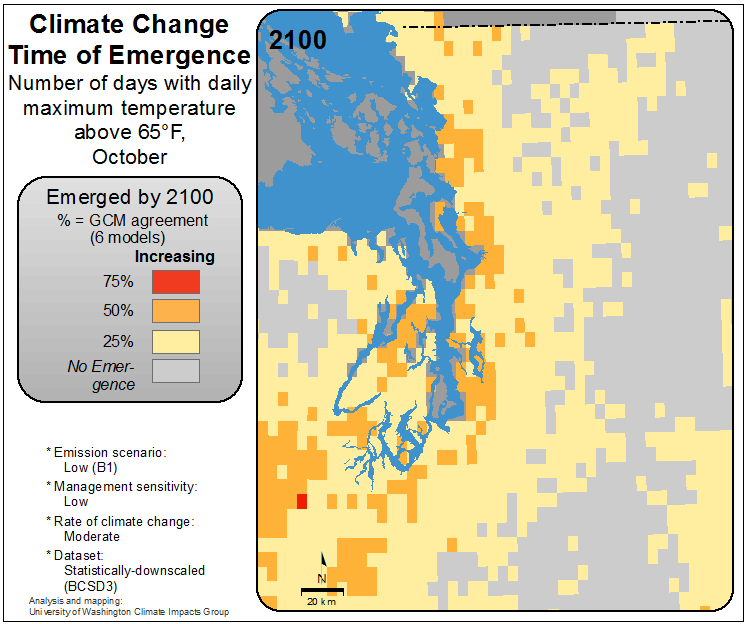 Climate Change
Time of Emergence
Number of days with daily
maximum temperature
above 65°F,
October
Emerged by 2100
% = GCM agreement
(6 models)
Increasing
75%
50%
25%
No Emer-
gence
* Emission scenario:
Low (B1)
* Management sensitivity:
Low
* Rate of climate change:
Moderate
* Dataset:
Statistically-downscaled
(BCSD3)
Analysis and mapping:
University of Washington Climate Impacts Group
2100
N
20 km